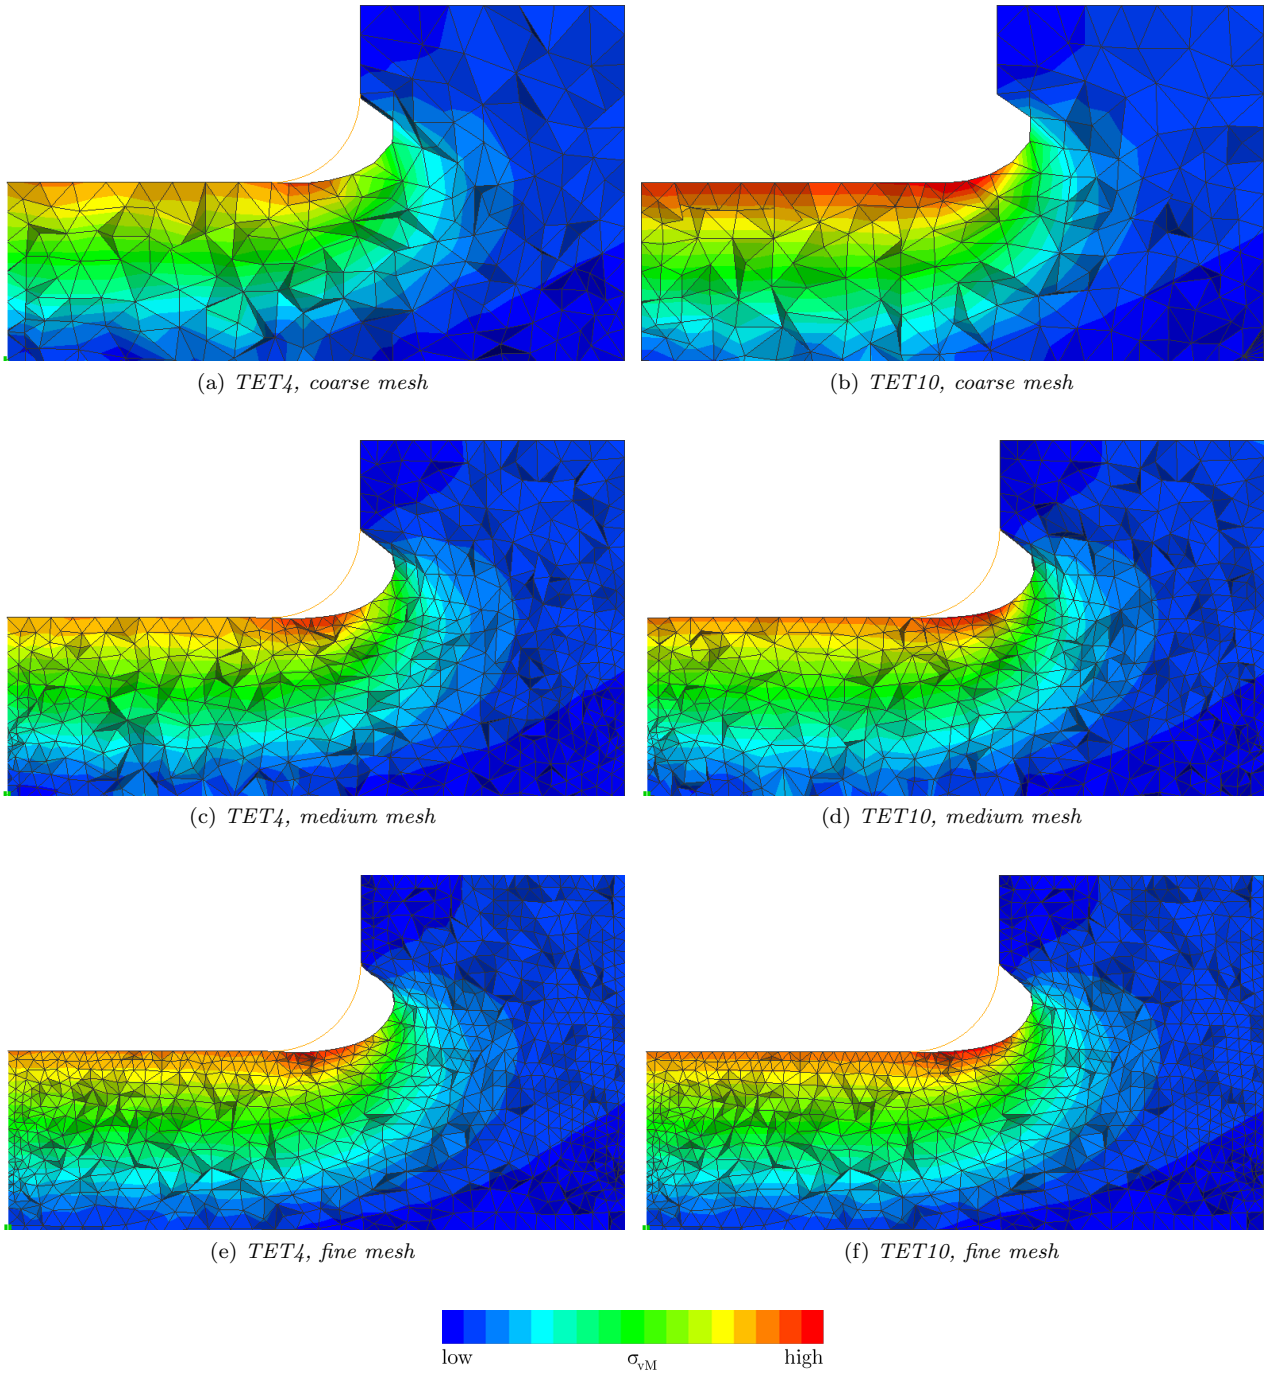 (a) TET4, coarse mesh
(b) TET10, coarse mesh
(c) TET4, medium mesh
(d) TET10, medium mesh
(e) TET4, fine mesh
(f) TET10, fine mesh
low σvM high